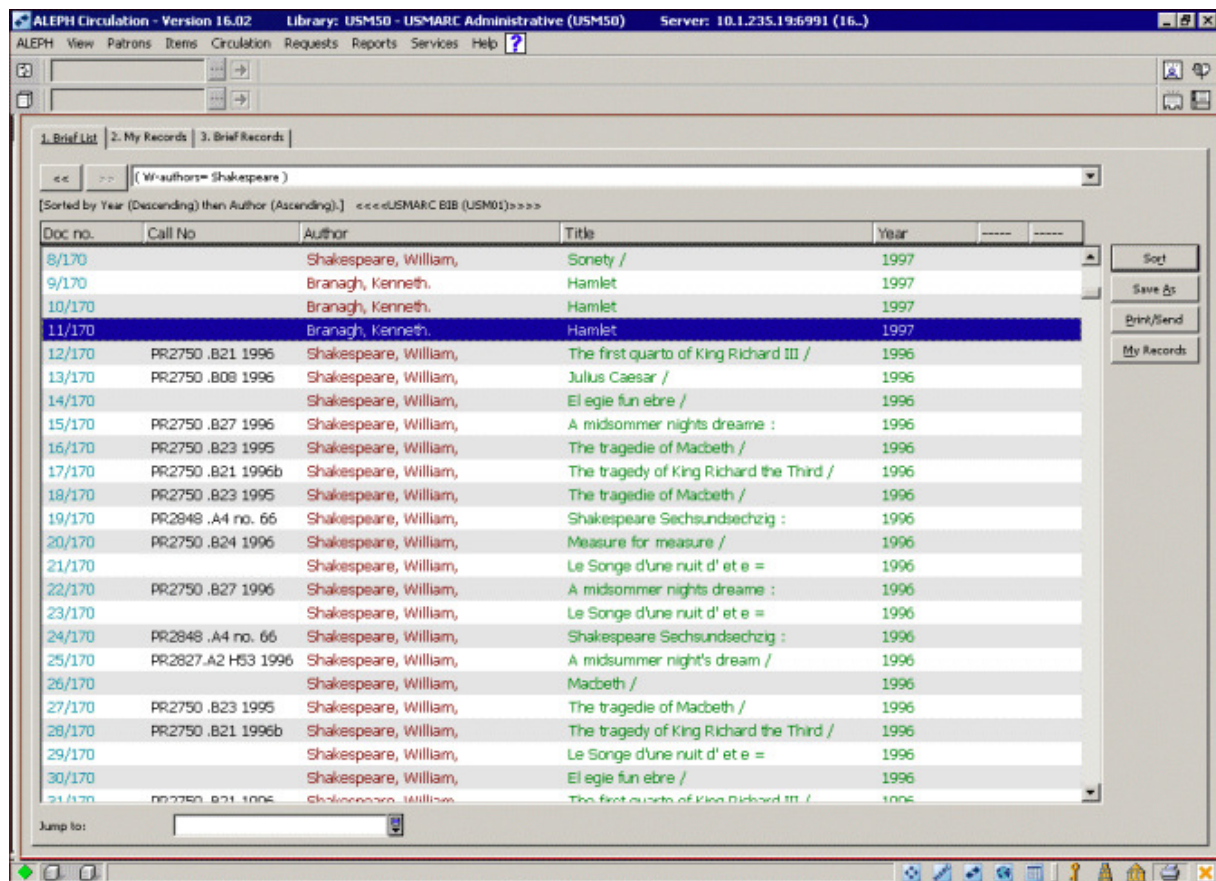 ALEPH Circulation - Version 16.02 Library: USM50 - USMARC Administrative (USM50) Server: 10.1.235.19:6991 (16..)
ALEPH View Patrons Items Circulation Requests Reports Services Help ?
1. Brief List 2. My Records 3. Brief Records
<< >> ( W-authors= Shakespeare )
[Sorted by Year (Descending) then Author (Ascending).] <<<<USMARC BIB (USM01)>>>>
Doc no. Call No Author Title Year ----- -----
8/170 Shakespeare, William, Sonety / 1997
Sort
9/170 Branagh, Kenneth. Hamlet 1997
Save As
10/170 Branagh, Kenneth. Hamlet 1997
Print/Send
11/170 Branagh, Kenneth. Hamlet 1997
12/170 PR2750 .B21 1996 Shakespeare, William, The first quarto of King Richard III / 1996
My Records
13/170 PR2750 .B08 1996 Shakespeare, William, Julius Caesar / 1996
14/170 Shakespeare, William, El egie fun ebre / 1996
15/170 PR2750 .B27 1996 Shakespeare, William, A midsommer nights dreame : 1996
16/170 PR2750 .B23 1995 Shakespeare, William, The tragedie of Macbeth / 1996
17/170 PR2750 .B21 1996b Shakespeare, William, The tragedy of King Richard the Third / 1996
18/170 PR2750 .B23 1995 Shakespeare, William, The tragedie of Macbeth / 1996
19/170 PR2848 .A4 no. 66 Shakespeare, William, Shakespeare Sechsundsechzig : 1996
20/170 PR2750 .B24 1996 Shakespeare, William, Measure for measure / 1996
21/170 Shakespeare, William, Le Songe d'une nuit d' et e = 1996
22/170 PR2750 .B27 1996 Shakespeare, William, A midsommer nights dreame : 1996
23/170 Shakespeare, William, Le Songe d'une nuit d' et e = 1996
24/170 PR2848 .A4 no. 66 Shakespeare, William, Shakespeare Sechsundsechzig : 1996
25/170 PR2827.A2 H53 1996 Shakespeare, William, A midsummer night's dream / 1996
26/170 Shakespeare, William, Macbeth / 1996
27/170 PR2750 .B23 1995 Shakespeare, William, The tragedie of Macbeth / 1996
28/170 PR2750 .B21 1996b Shakespeare, William, The tragedy of King Richard the Third / 1996
29/170 Shakespeare, William, Le Songe d'une nuit d' et e = 1996
30/170 Shakespeare, William, El egie fun ebre / 1996
31/170 PR2750 .B21 1996 Shakespeare, William, The first quarto of King Richard III / 1996
Jump to: